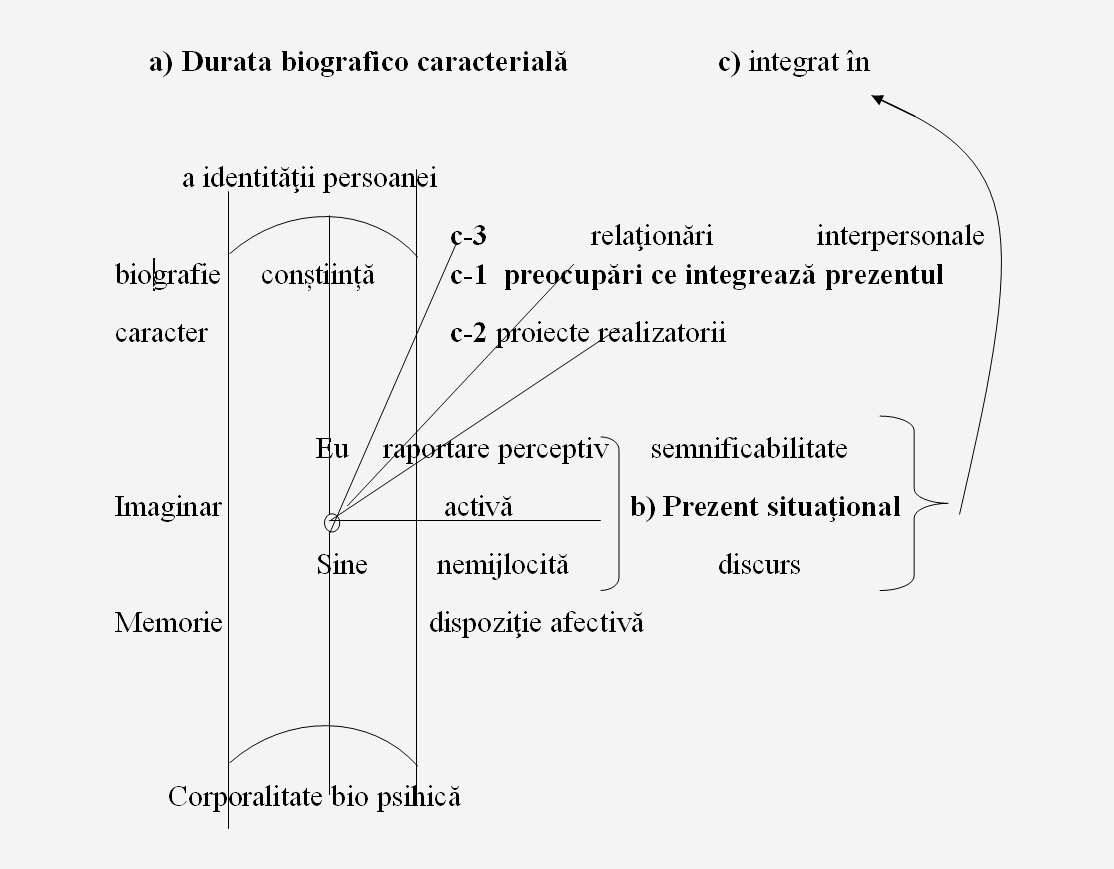 a) Durata biografico caracterială c) integrat în
a identităţii persoanei
c-3 relaţionări interpersonale
biografie conștiință c-1 preocupări ce integrează prezentul
caracter c-2 proiecte realizatorii
Eu raportare perceptiv semnificabilitate
Imaginar activă b) Prezent situaţional
Sine nemijlocită discurs
Memorie dispoziţie afectivă
Corporalitate bio psihică